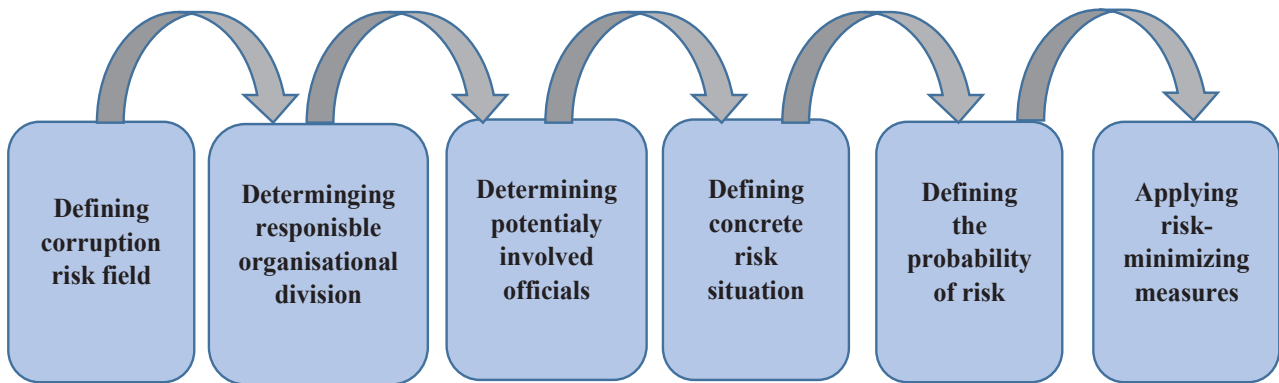 Defining
corruption
risk field
Determinging
responisble
organisational
division
Determining
potentialy
involved
officials
Defining
concrete
risk
situation
Defining
the
probability
of risk
Applying
risk-
minimizing
measures